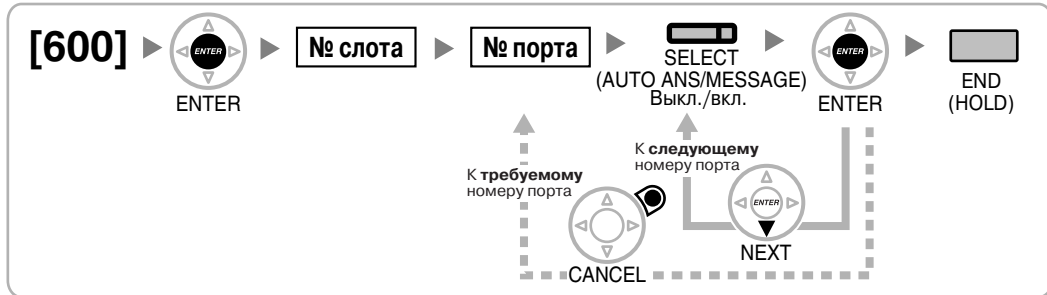 [600]
ENTER
ENTER
№ слота
№ порта
SELECT
(AUTO ANS/MESSAGE)
Выкл./вкл.
ENTER
ENTER
END
(HOLD)
К требуемому
номеру порта
CANCEL
К следующему
номеру порта
ENTER
NEXT